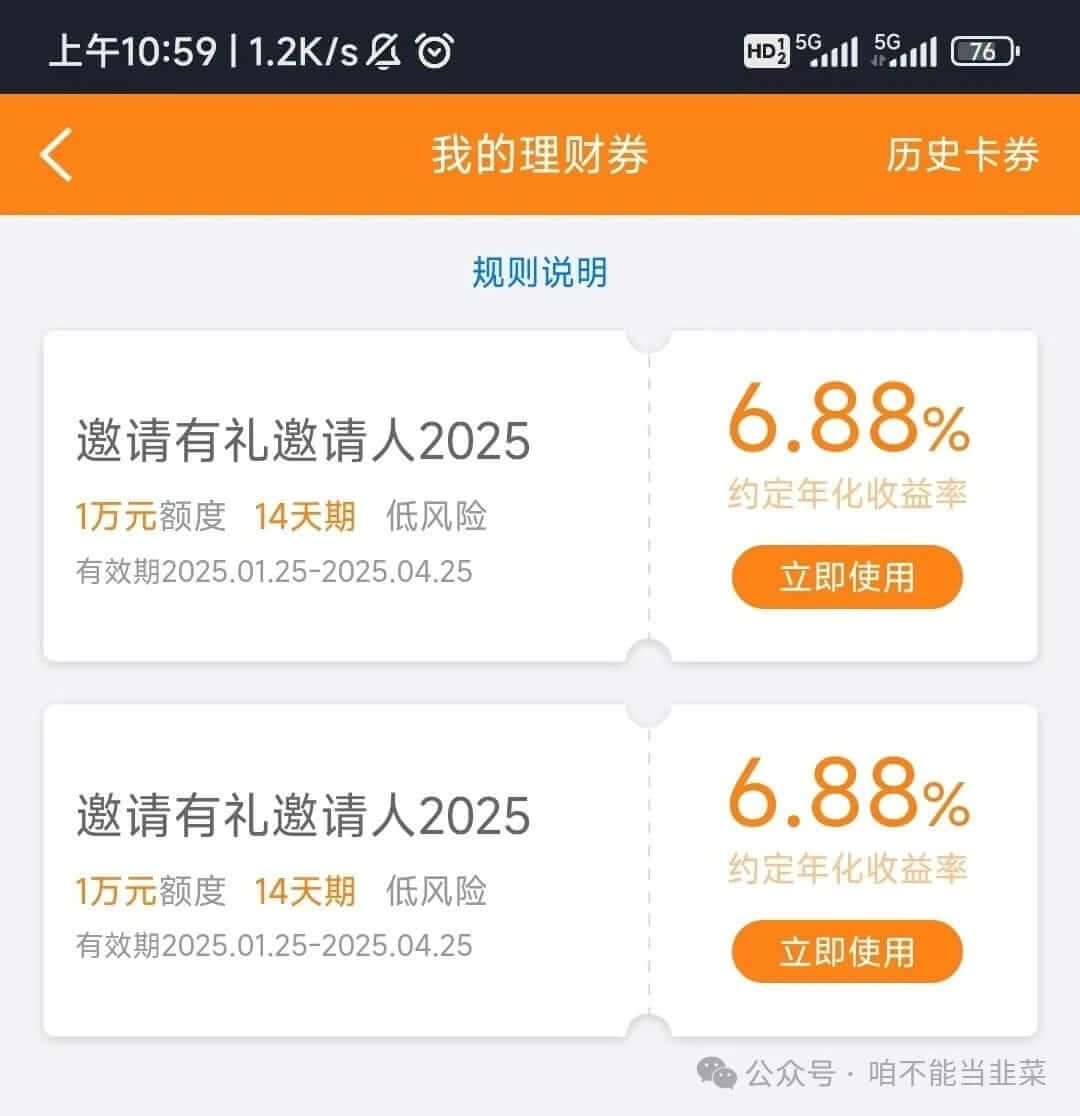 上午10:59 | 1.2K/s HD 1 2 5G 5G 76
我的理财券 历史卡券
规则说明
邀请有礼邀请人2025
1万元额度 14天期 低风险
有效期2025.01.25-2025.04.25
6.88%
约定年化收益率
立即使用
邀请有礼邀请人2025
1万元额度 14天期 低风险
有效期2025.01.25-2025.04.25
6.88%
约定年化收益率
立即使用
公众号 · 咱不能当韭菜